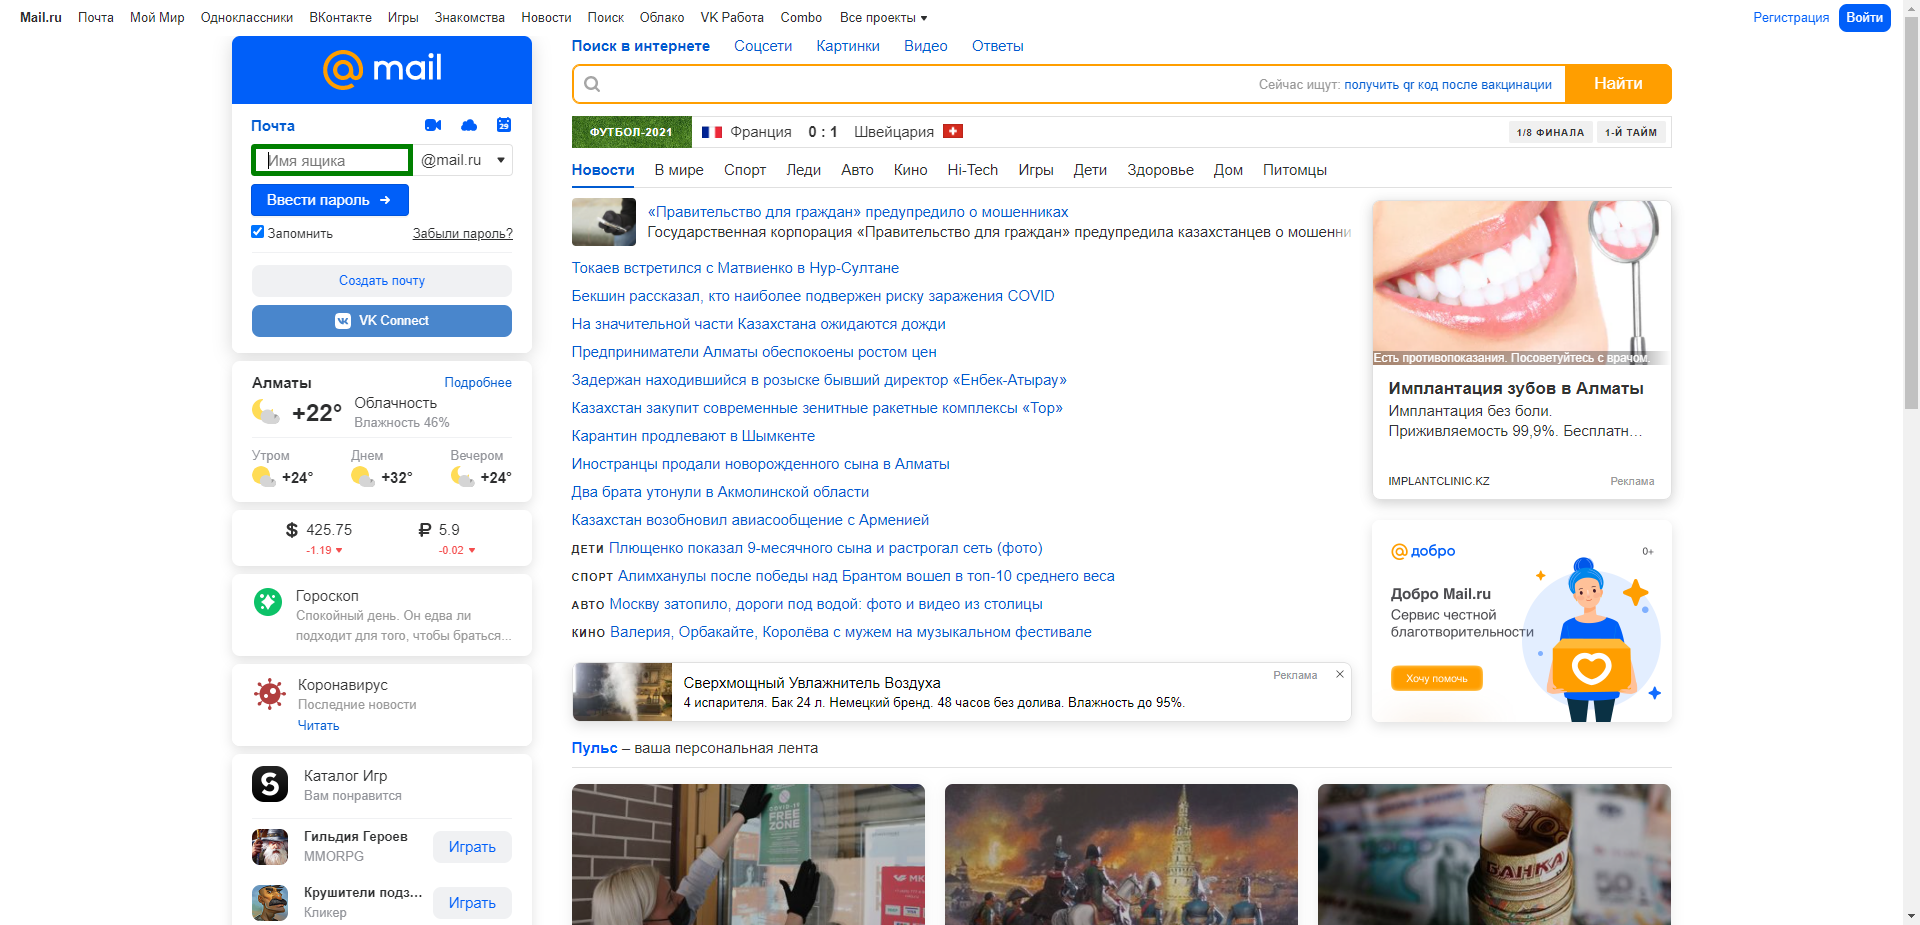 Mail.ru Почта Мой Мир Одноклассники ВКонтакте Игры Знакомства Новости Поиск Облако VK Работа Combo Все проекты Регистрация Войти
mail
Почта
29
Имя ящика @mail.ru
Ввести пароль
Запомнить Забыли пароль?
Создать почту
VK Connect
Алматы Подробнее
+22° Облачность
Влажность 46%
Утром Днем Вечером
+24° +32° +24°
$ 425.75 ₽ 5.9
-1.19 -0.02
Гороскоп
Спокойный день. Он едва ли
подходит для того, чтобы браться...
Коронавирус
Последние новости
Читать
Каталог Игр
Вам понравится
Гильдия Героев
MMORPG
Играть
Крушители подз...
Кликер
Играть
Поиск в интернете Соцсети Картинки Видео Ответы
Сейчас ищут: получить qr код после вакцинации Найти
ФУТБОЛ-2021 Франция 0 : 1 Швейцария 1/8 ФИНАЛА 1-Й ТАЙМ
Новости В мире Спорт Леди Авто Кино Hi-Tech Игры Дети Здоровье Дом Питомцы
«Правительство для граждан» предупредило о мошенниках
Государственная корпорация «Правительство для граждан» предупредила казахстанцев о мошенни
Токаев встретился с Матвиенко в Нур-Султане
Бекшин рассказал, кто наиболее подвержен риску заражения COVID
На значительной части Казахстана ожидаются дожди
Предприниматели Алматы обеспокоены ростом цен
Задержан находившийся в розыске бывший директор «Енбек-Атырау»
Казахстан закупит современные зенитные ракетные комплексы «Тор»
Карантин продлевают в Шымкенте
Иностранцы продали новорожденного сына в Алматы
Два брата утонули в Акмолинской области
Казахстан возобновил авиасообщение с Арменией
ДЕТИ Плющенко показал 9-месячного сына и растрогал сеть (фото)
СПОРТ Алимханулы после победы над Брантом вошел в топ-10 среднего веса
АВТО Москву затопило, дороги под водой: фото и видео из столицы
КИНО Валерия, Орбакайте, Королёва с мужем на музыкальном фестивале
Сверхмощный Увлажнитель Воздуха Реклама
4 испарителя. Бак 24 л. Немецкий бренд. 48 часов без долива. Влажность до 95%.
Пульс – ваша персональная лента
COVID-19
FREE
ZONE
МК
100
БАНКА
50
Есть противопоказания. Посоветуйтесь с врачом.
Имплантация зубов в Алматы
Имплантация без боли.
Приживляемость 99,9%. Бесплатн...
IMPLANTCLINIC.KZ Реклама
добро 0+
Добро Mail.ru
Сервис честной
благотворительности
Хочу помочь